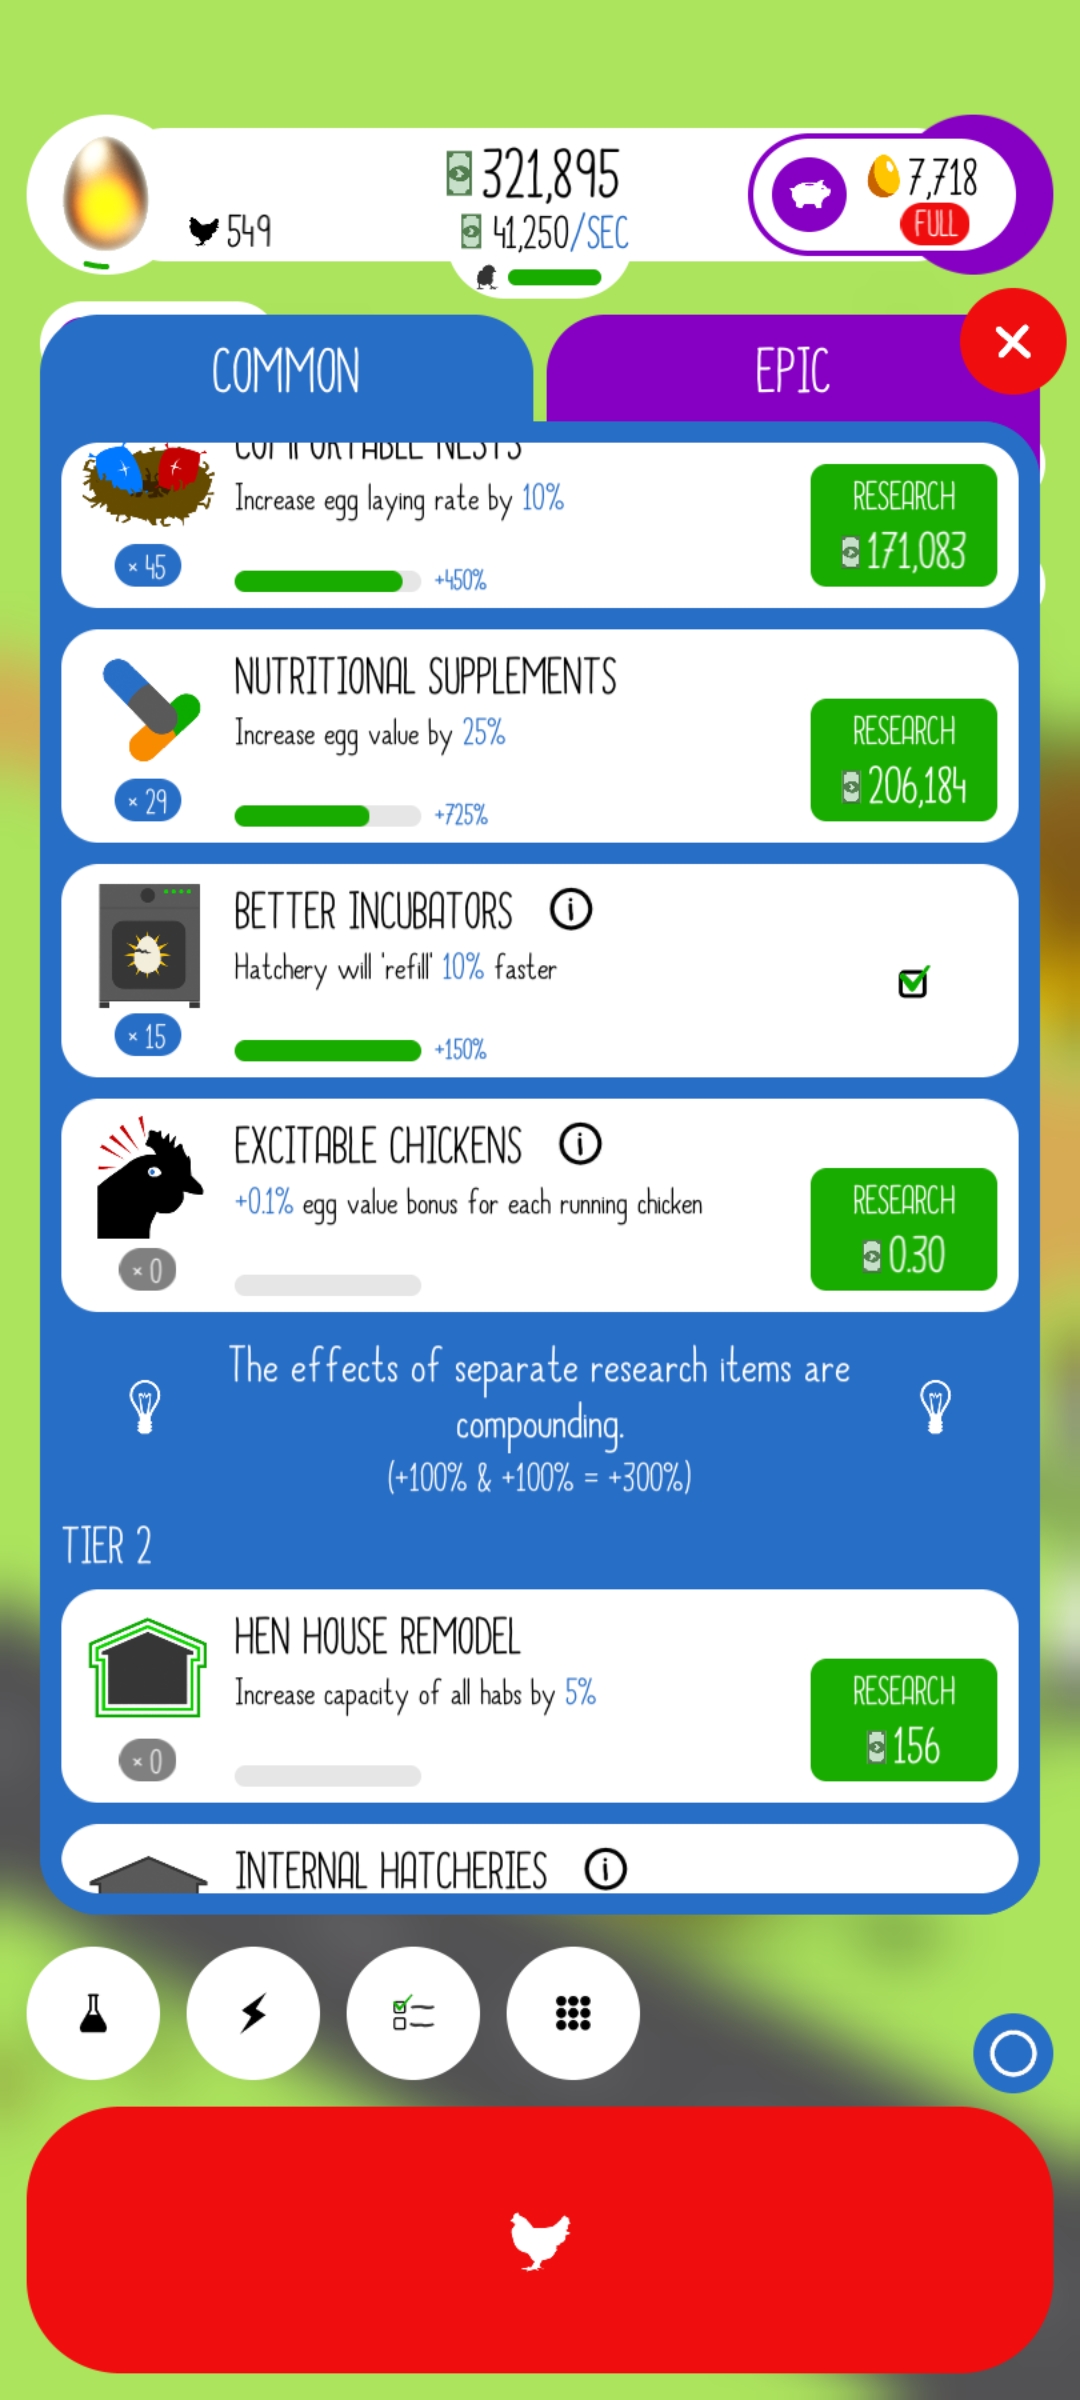 321,895
7,718
549
41,250/SEC
FULL
COMMON
EPIC
COMFORTABLE NESTS
Increase egg laying rate by 10%
RESEARCH
171,083
× 45
+450%
NUTRITIONAL SUPPLEMENTS
Increase egg value by 25%
RESEARCH
206,184
× 29
+725%
BETTER INCUBATORS
Hatchery will 'refill' 10% faster
× 15
+150%
EXCITABLE CHICKENS
+0.1% egg value bonus for each running chicken
RESEARCH
0.30
× 0
The effects of separate research items are
compounding.
(+100% & +100% = +300%)
TIER 2
HEN HOUSE REMODEL
Increase capacity of all habs by 5%
RESEARCH
156
× 0
INTERNAL HATCHERIES